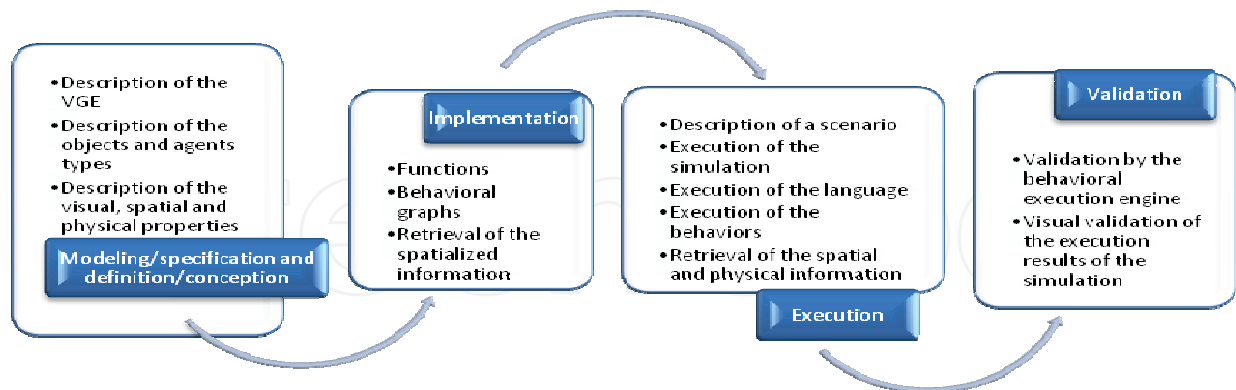 •Description of the
VGE
•Description of the
objects and agents
types
•Description of the
visual, spatial and
physical properties
Modeling/specification and
definition/conception
Implementation
•Functions
•Behavioral
graphs
•Retrieval of the
spatialized
information
•Description of a scenario
•Execution of the
simulation
•Execution of the language
•Execution of the
behaviors
•Retrieval of the spatial
and physical information
Execution
Validation
•Validation by the
behavioral
execution engine
•Visual validation of
the execution
results of the
simulation